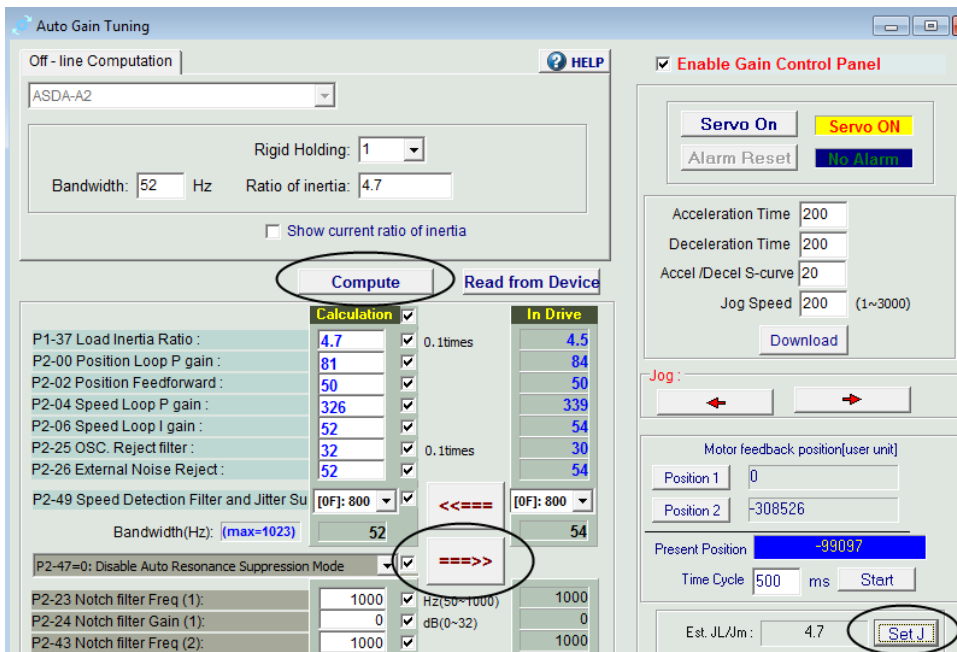 Auto Gain Tuning
Off - line Computation
HELP
ASDA-A2
Rigid Holding: 1
Bandwidth: 52 Hz Ratio of inertia: 4.7
Show current ratio of inertia
Compute Read from Device
Calculation In Drive
P1-37 Load Inertia Ratio : 4.7 0.1times 4.5
P2-00 Position Loop P gain : 81 84
P2-02 Position Feedforward : 50 50
P2-04 Speed Loop P gain : 326 339
P2-06 Speed Loop I gain : 52 54
P2-25 OSC. Reject filter : 32 0.1times 30
P2-26 External Noise Reject : 52 54
P2-49 Speed Detection Filter and Jitter Su [0F]: 800 <<=== [0F]: 800
Bandwidth(Hz): (max=1023) 52 54
P2-47=0: Disable Auto Resonance Suppression Mode ===>>
P2-23 Notch filter Freq (1): 1000 Hz(50~1000) 1000
P2-24 Notch filter Gain (1): 0 dB(0~32) 0
P2-43 Notch filter Freq (2): 1000 1000
Enable Gain Control Panel
Servo On Servo ON
Alarm Reset No Alarm
Acceleration Time 200
Deceleration Time 200
Accel /Decel S-curve 20
Jog Speed 200 (1~3000)
Download
Jog :
Motor feedback position[user unit]
Position 1 0
Position 2 -308526
Present Position -99097
Time Cycle 500 ms Start
Est. JL/Jm : 4.7 Set J